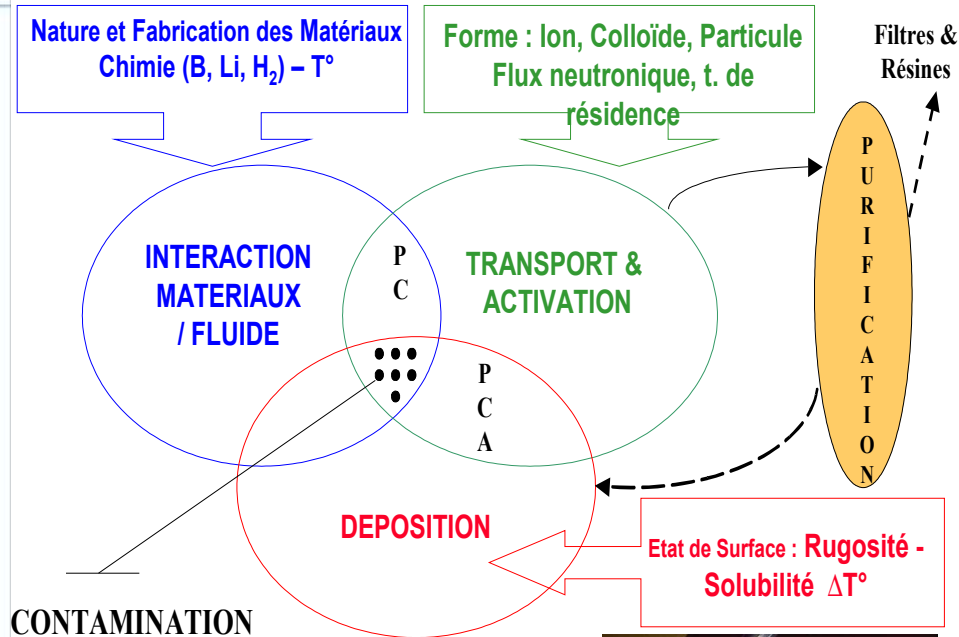 Nature et Fabrication des Matériaux
Chimie (B, Li, H₂) – T°
Forme : Ion, Colloïde, Particule
Flux neutronique, t. de
résidence
Filtres &
Résines
INTERACTION
MATERIAUX
/ FLUIDE
P
C
TRANSPORT &
ACTIVATION
P
U
R
I
F
I
C
A
T
I
O
N
P
C
A
DEPOSITION
Etat de Surface : Rugosité -
Solubilité ΔT°
CONTAMINATION